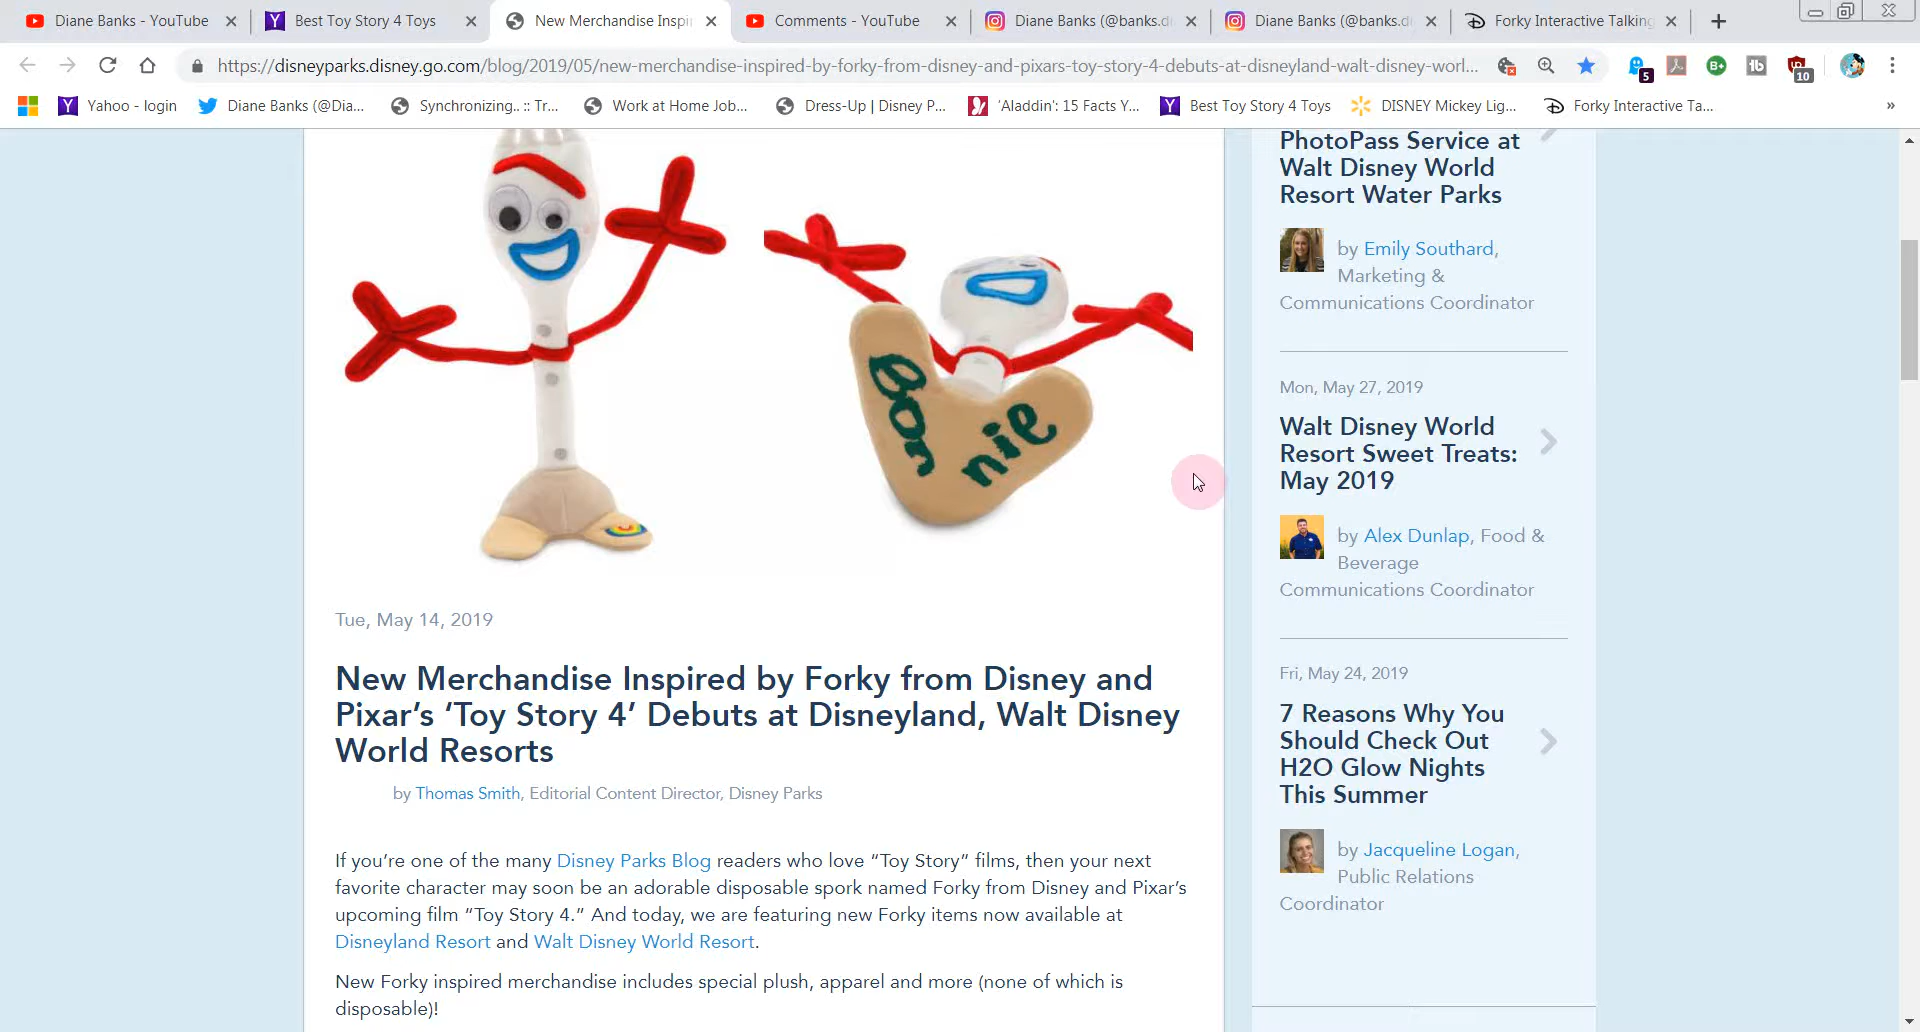 Diane Banks - YouTube
Best Toy Story 4 Toys
New Merchandise Inspi
Comments - YouTube
Diane Banks (@banks.di
Diane Banks (@banks.di
Forky Interactive Talking
https://disneyparks.disney.go.com/blog/2019/05/new-merchandise-inspired-by-forky-from-disney-and-pixars-toy-story-4-debuts-at-disneyland-walt-disney-worl...
5
B+
tb
10
Yahoo - login
Diane Banks (@Dia...
Synchronizing.. :: Tr...
Work at Home Job...
Dress-Up | Disney P...
'Aladdin': 15 Facts Y...
Best Toy Story 4 Toys
DISNEY Mickey Lig...
Forky Interactive Ta...
»
Bon
nie
Tue, May 14, 2019
New Merchandise Inspired by Forky from Disney and
Pixar’s ‘Toy Story 4’ Debuts at Disneyland, Walt Disney
World Resorts
by Thomas Smith, Editorial Content Director, Disney Parks
If you’re one of the many Disney Parks Blog readers who love “Toy Story” films, then your next
favorite character may soon be an adorable disposable spork named Forky from Disney and Pixar’s
upcoming film “Toy Story 4.” And today, we are featuring new Forky items now available at
Disneyland Resort and Walt Disney World Resort.
New Forky inspired merchandise includes special plush, apparel and more (none of which is
disposable)!
PhotoPass Service at
Walt Disney World
Resort Water Parks
by Emily Southard,
Marketing &
Communications Coordinator
Mon, May 27, 2019
Walt Disney World
Resort Sweet Treats:
May 2019
by Alex Dunlap, Food &
Beverage
Communications Coordinator
Fri, May 24, 2019
7 Reasons Why You
Should Check Out
H2O Glow Nights
This Summer
by Jacqueline Logan,
Public Relations
Coordinator